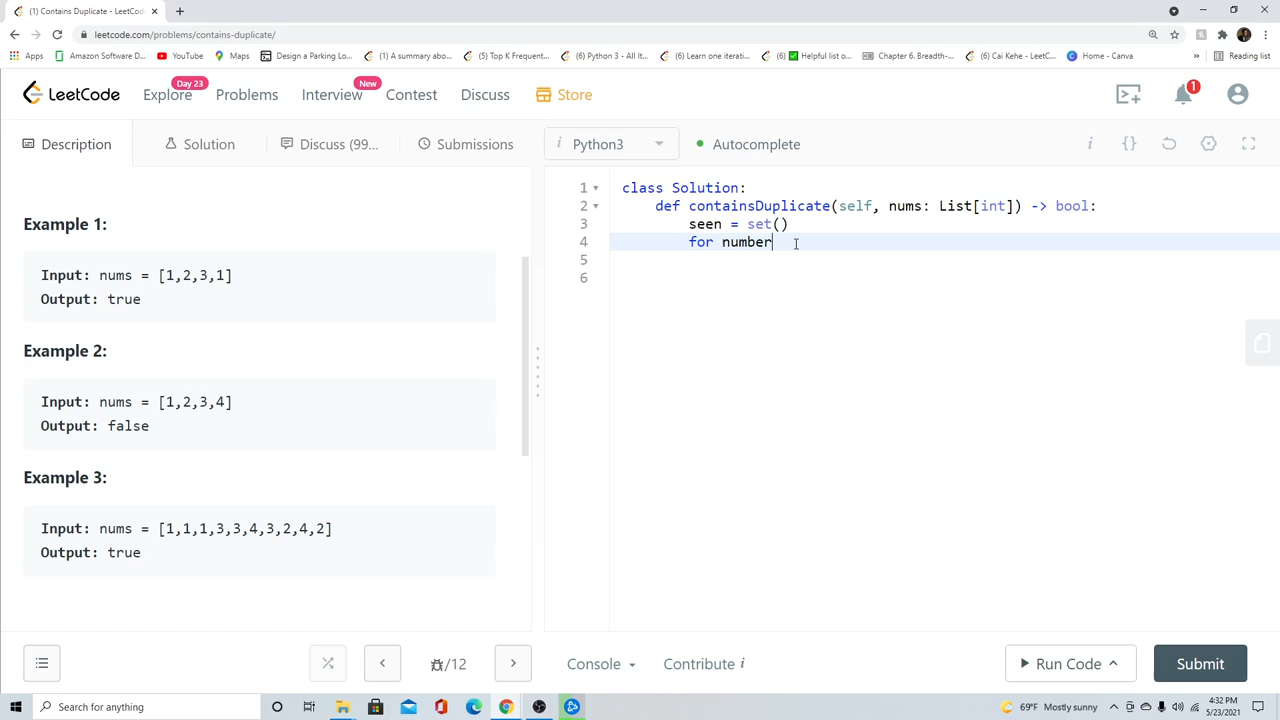 (1) Contains Duplicate - LeetCod
leetcode.com/problems/contains-duplicate/
Apps Amazon Software D... YouTube Maps Design a Parking Lo... (1) A summary abo... (5) Top K Frequent... (6) Python 3 - All It... (6) Learn one iterati... (6) ✅ Helpful list o... Chapter 6. Breadth-... (6) Cai Kehe - LeetC... Home - Canva » Reading list
LeetCode Explore Day 23 Problems Interview New Contest Discuss Store 1
Description Solution Discuss (99... Submissions
i Python3 Autocomplete i {}
Example 1:
Input: nums = [1,2,3,1]
Output: true
Example 2:
Input: nums = [1,2,3,4]
Output: false
Example 3:
Input: nums = [1,1,1,3,3,4,3,2,4,2]
Output: true
1 class Solution:
2 def containsDuplicate(self, nums: List[int]) -> bool:
3 seen = set()
4 for number
5
6
/12 Console Contribute i Run Code Submit
Search for anything 69°F Mostly sunny 4:32 PM
5/23/2021